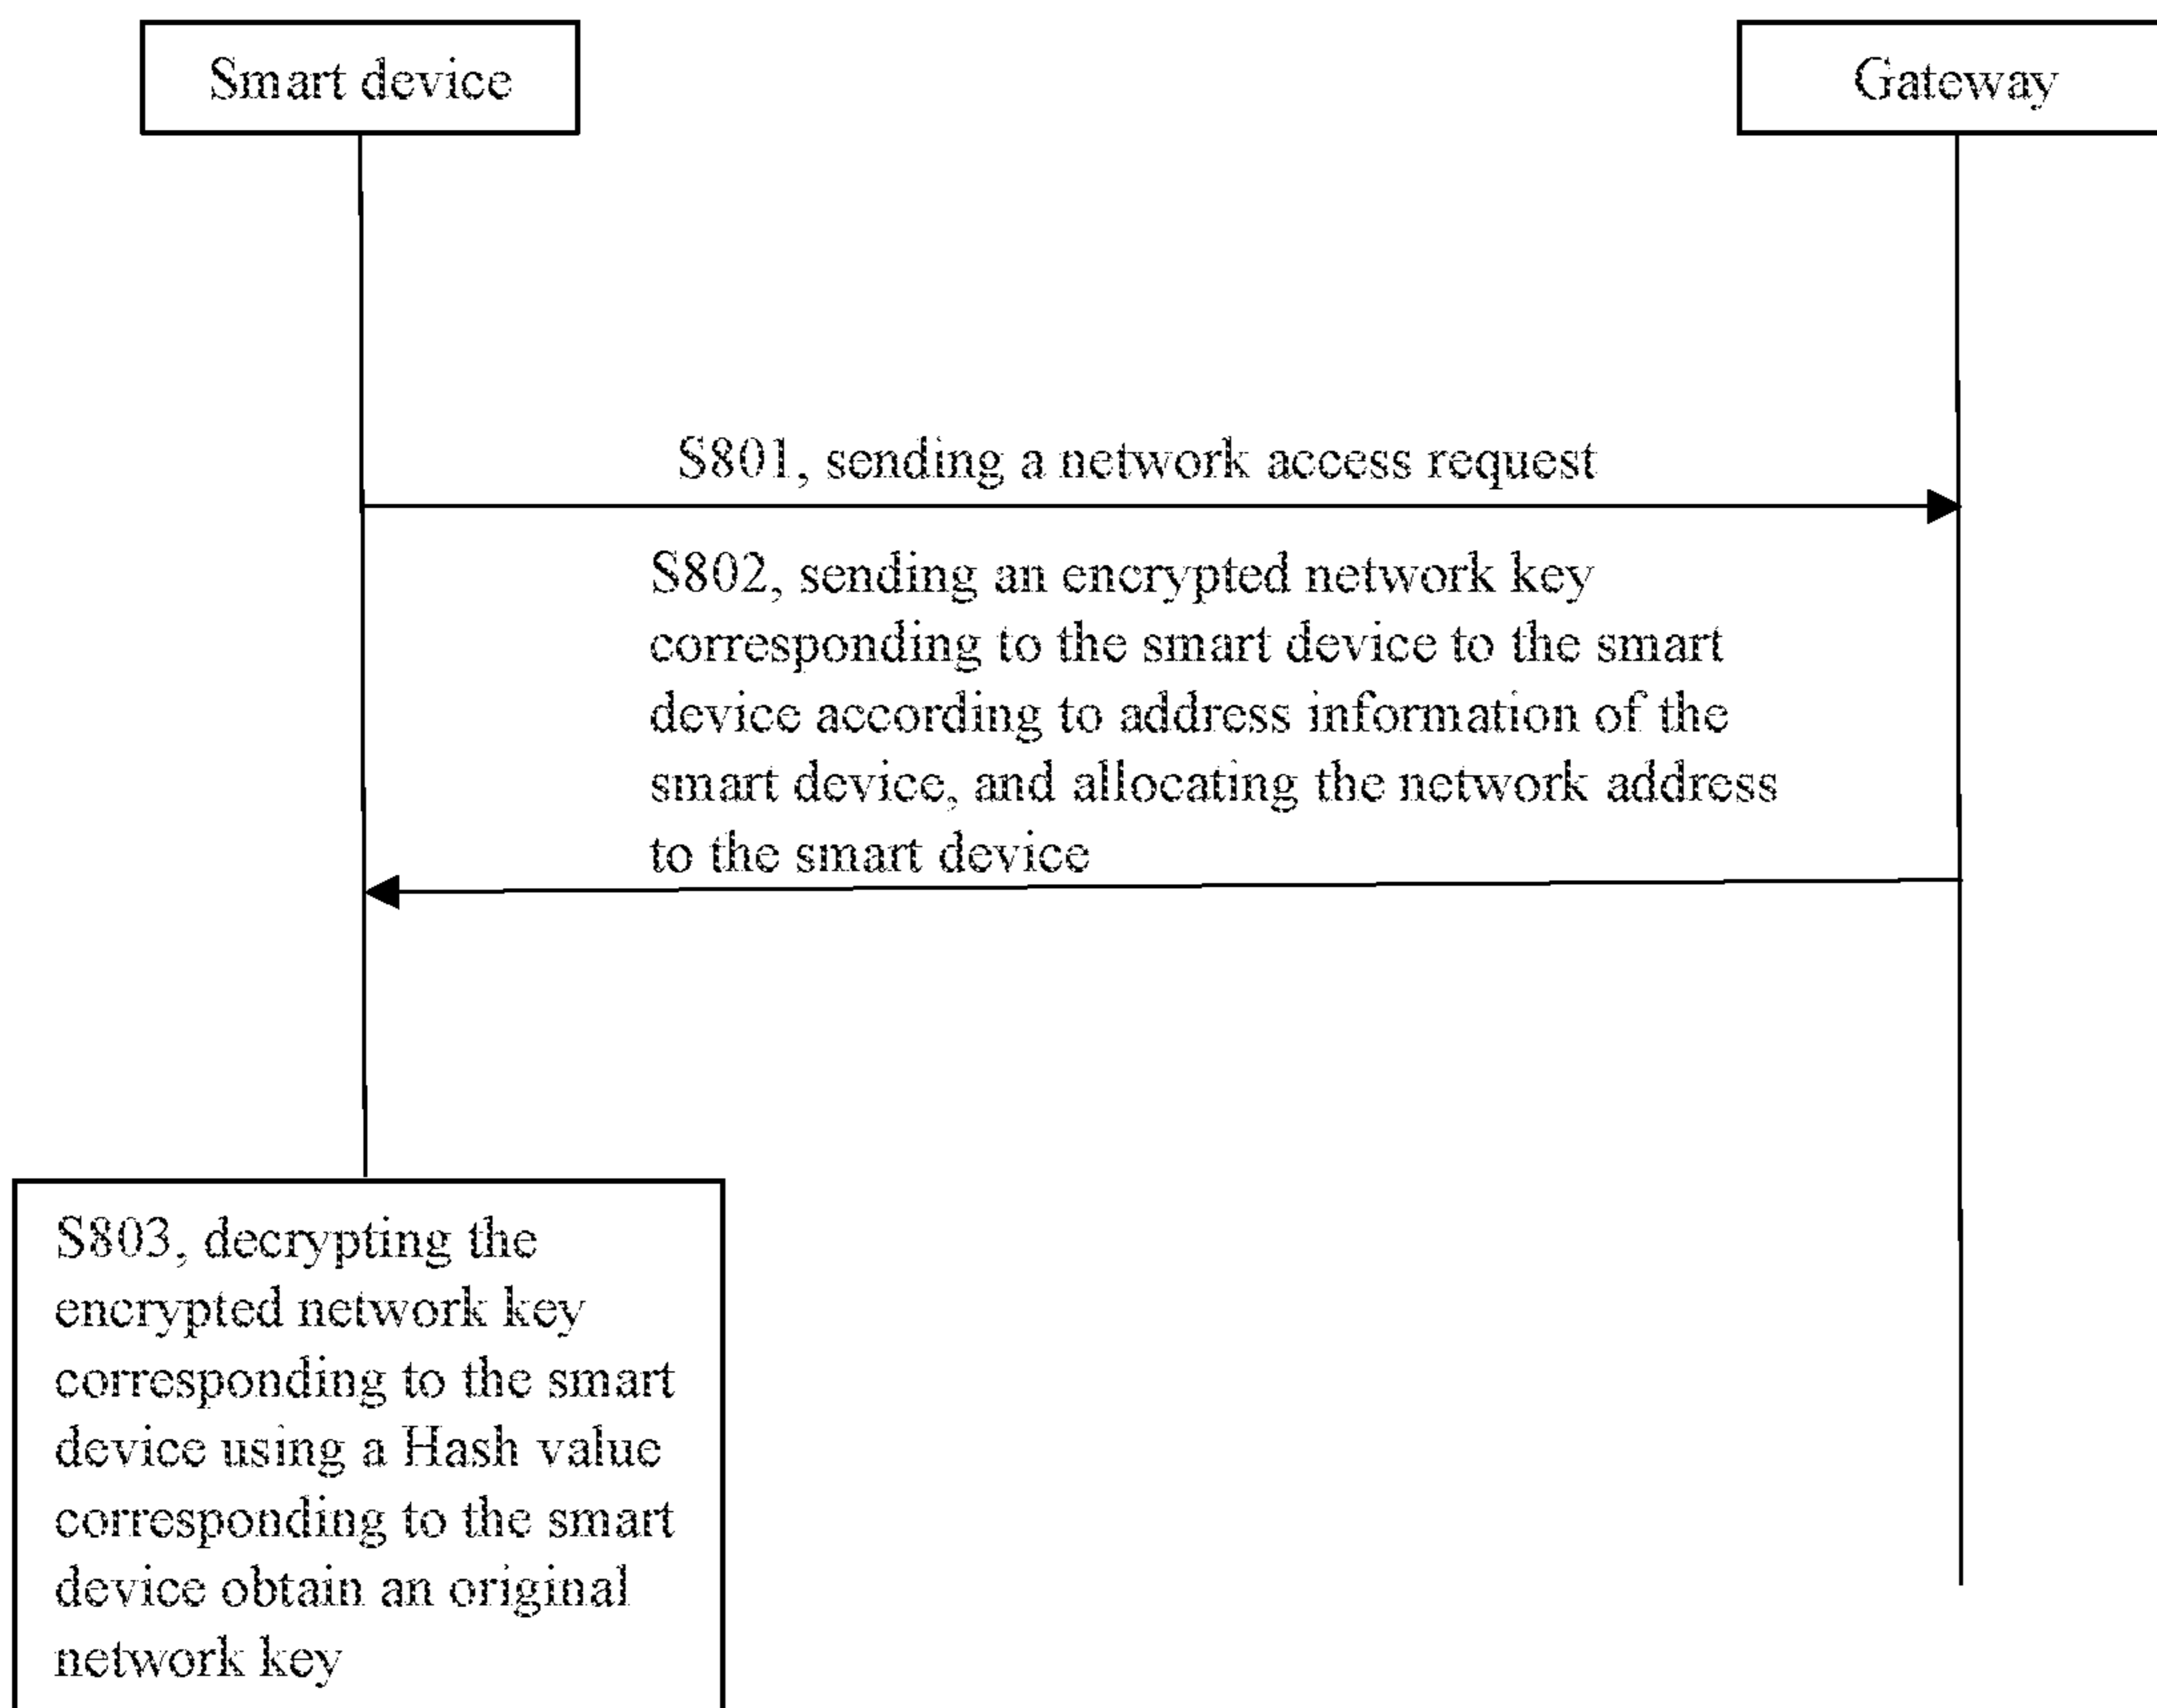 Smart device
Gateway
S801, sending a network access request
S802, sending an encrypted network key
corresponding to the smart device to the smart
device according to address information of the
smart device, and allocating the network address
to the smart device
S803, decrypting the
encrypted network key
corresponding to the smart
device using a Hash value
corresponding to the smart
device obtain an original
network key